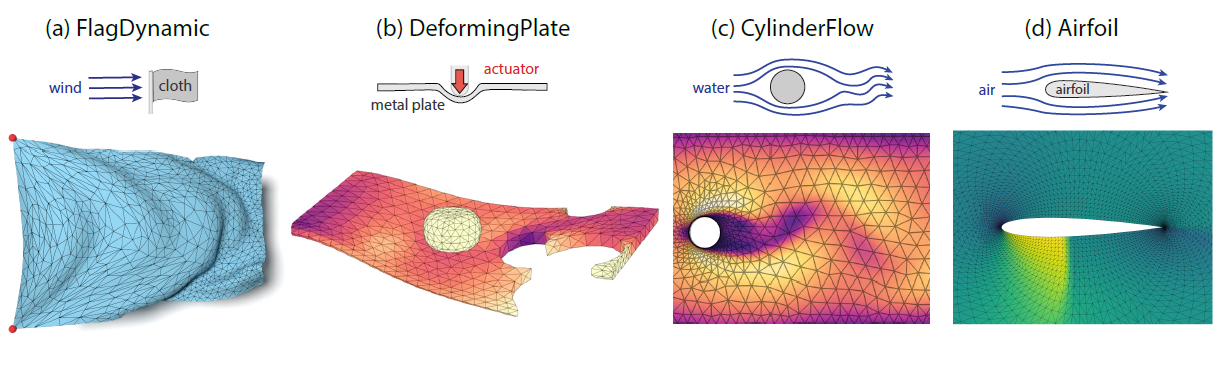 (a) FlagDynamic
(b) DeformingPlate
(c) CylinderFlow
(d) Airfoil
wind
cloth
actuator
metal plate
water
air
airfoil